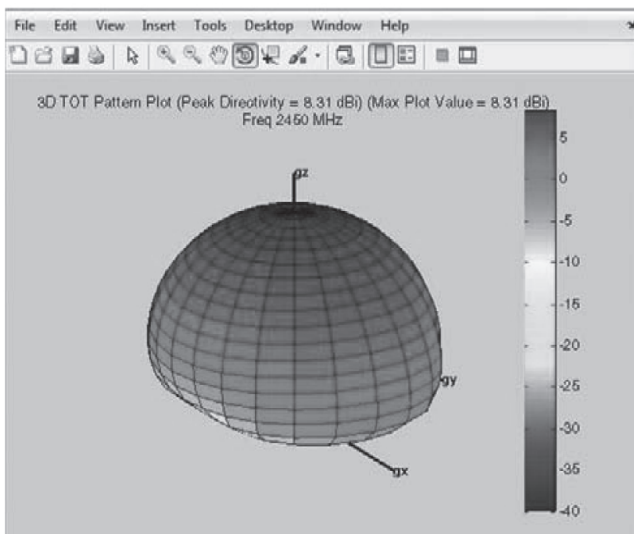 File Edit View Insert Tools Desktop Window Help
3D TOT Pattern Plot (Peak Directivity = 8.31 dBi) (Max Plot Value = 8.31 dBi)
Freq 2450 MHz
gz
5
0
-5
-10
-15
-20
-25
-30
-35
-40
gy
gx